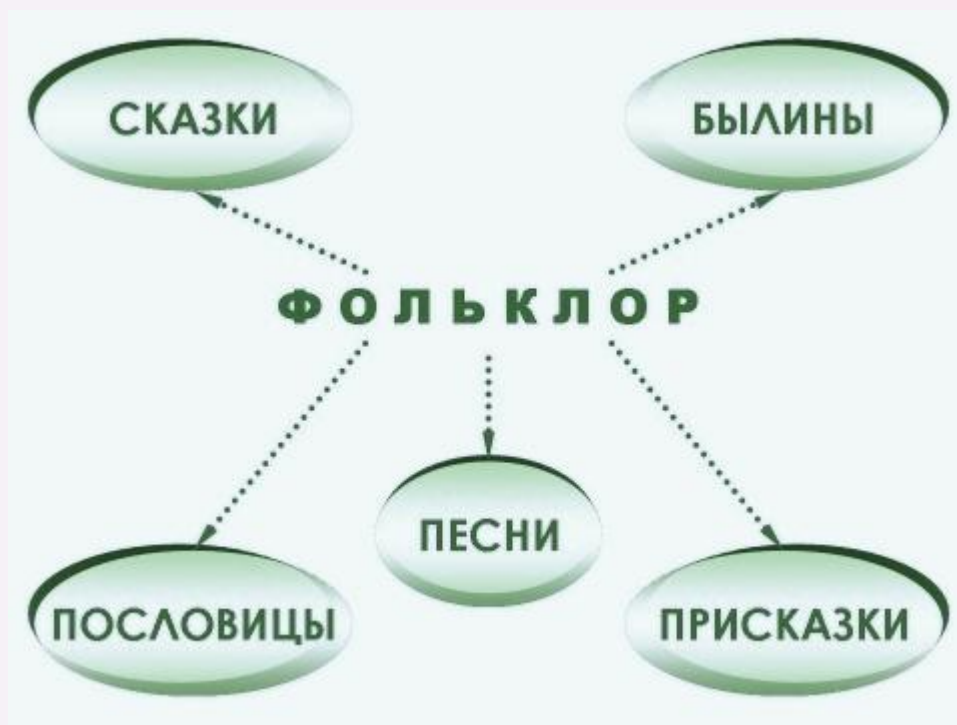 СКАЗКИ
БЫЛИНЫ
ФОЛЬКЛОР
ПЕСНИ
ПОСЛОВИЦЫ
ПРИСКАЗКИ